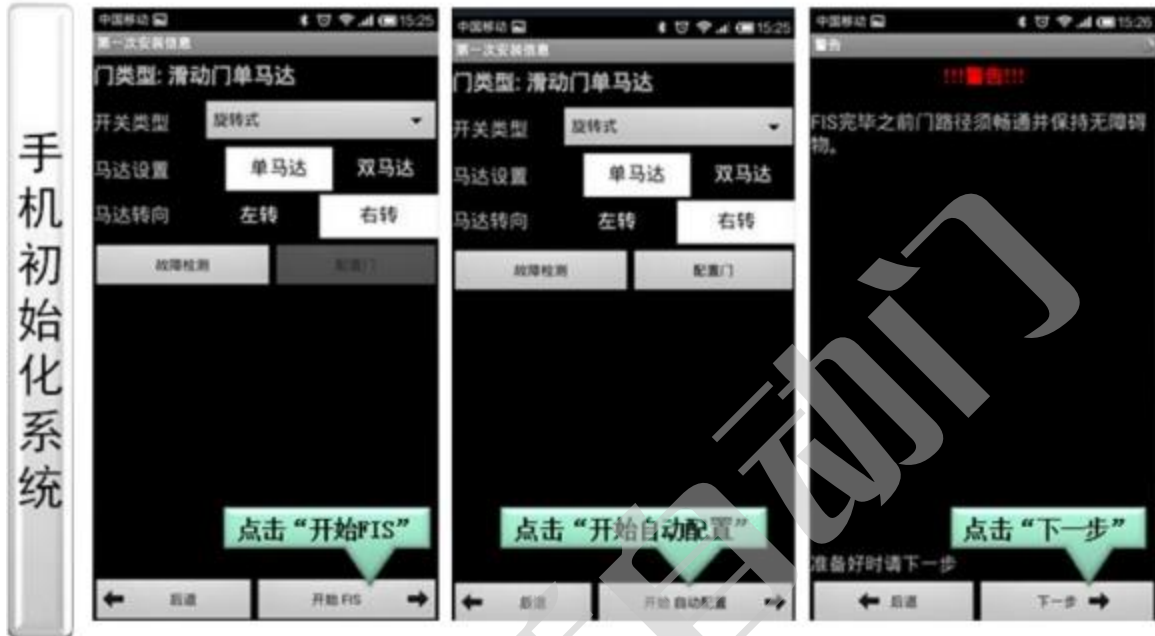 手机初始化系统
中国移动 15:25
第一次安装信息
门类型: 滑动门单马达
开关类型 旋转式
马达设置 单马达 双马达
马达转向 左转 右转
故障检测 配置门
点击“开始FIS”
后退 开始 FIS
中国移动 15:25
第一次安装信息
门类型: 滑动门单马达
开关类型 旋转式
马达设置 单马达 双马达
马达转向 左转 右转
故障检测 配置门
点击“开始自动配置”
后退 开始 自动配置
中国移动 15:26
警告
!!!警告!!!
FIS完毕之前门路径须畅通并保持无障碍
物。
点击“下一步”
准备好时请下一步
后退 下一步
自动门